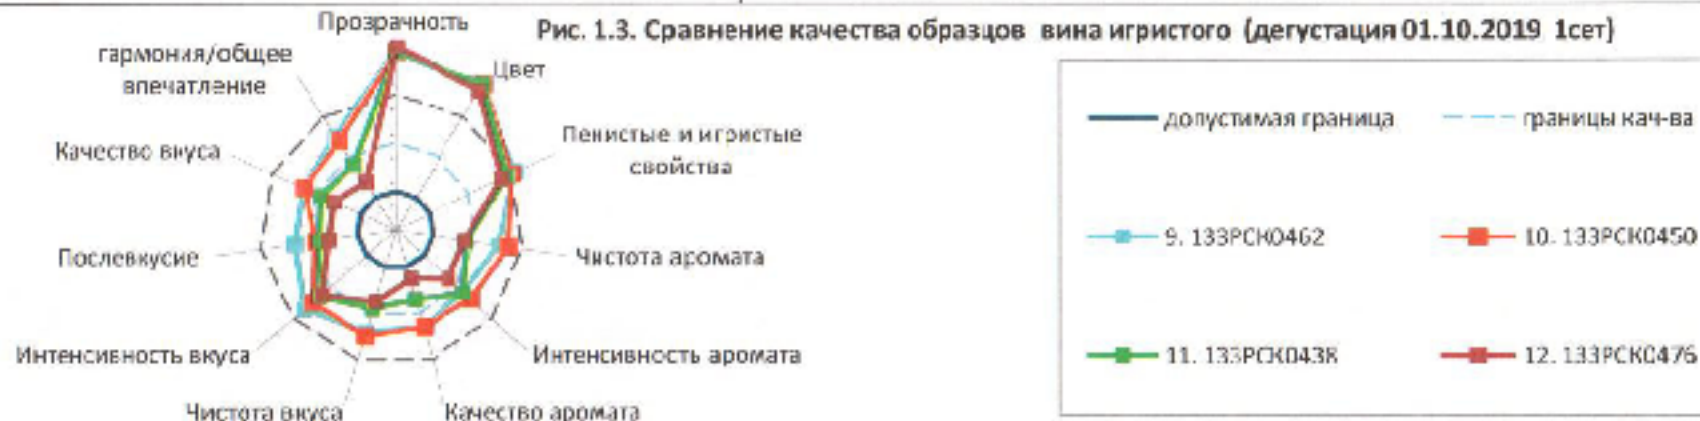 Рис. 1.3. Сравнение качества образцов вина игристого (дегустация 01.10.2019 1сет)
Прозрачность
Цвет
Пенистые и игристые
свойства
Чистота аромата
Интенсивность аромата
Качество аромата
Чистота вкуса
Интенсивность вкуса
Послевкусие
Качество вкуса
гармония/общее
впечатление
допустимая граница
границы кач-ва
9. 133РСК0462
10. 133РСК0450
11. 133РСК0438
12. 133РСК0476